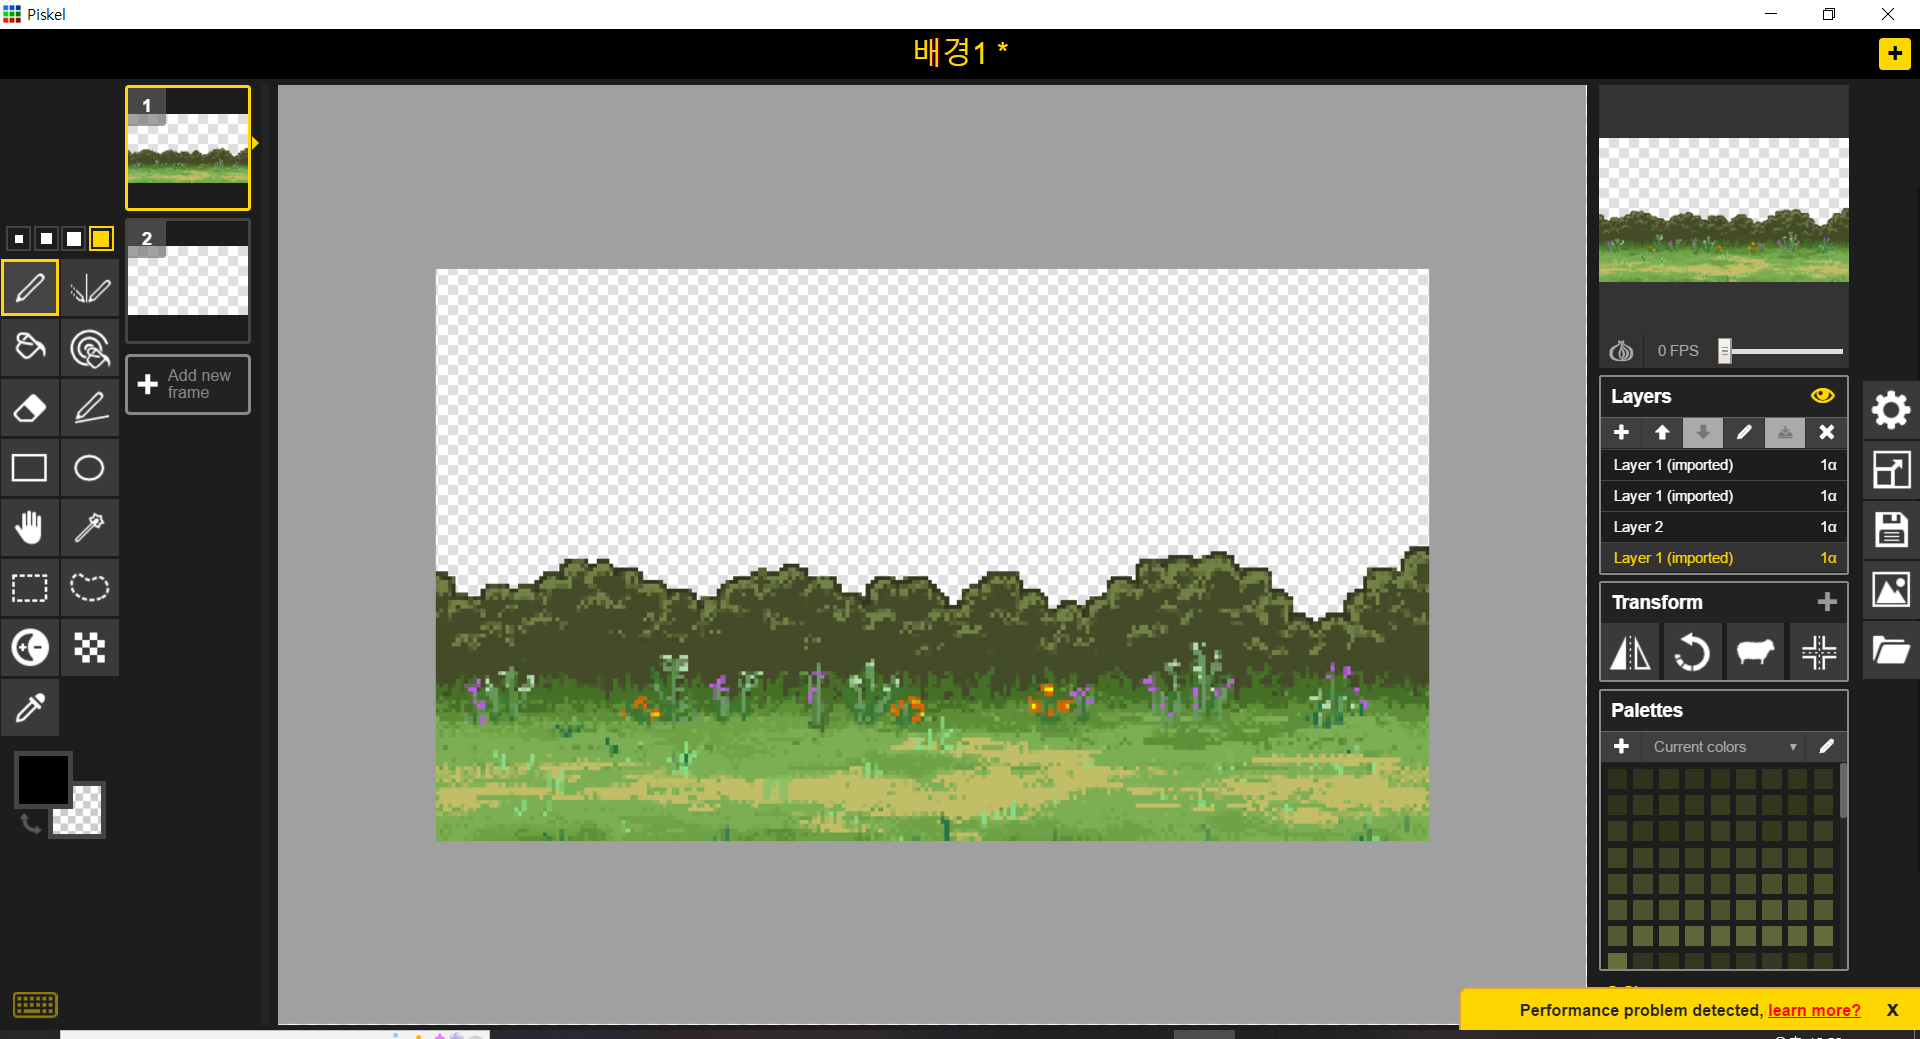 Piskel
배경1 *
1
2
Add new
frame
0 FPS
Layers
Layer 1 (imported) 1α
Layer 1 (imported) 1α
Layer 2 1α
Layer 1 (imported) 1α
Transform
Palettes
Current colors
Performance problem detected, learn more? X